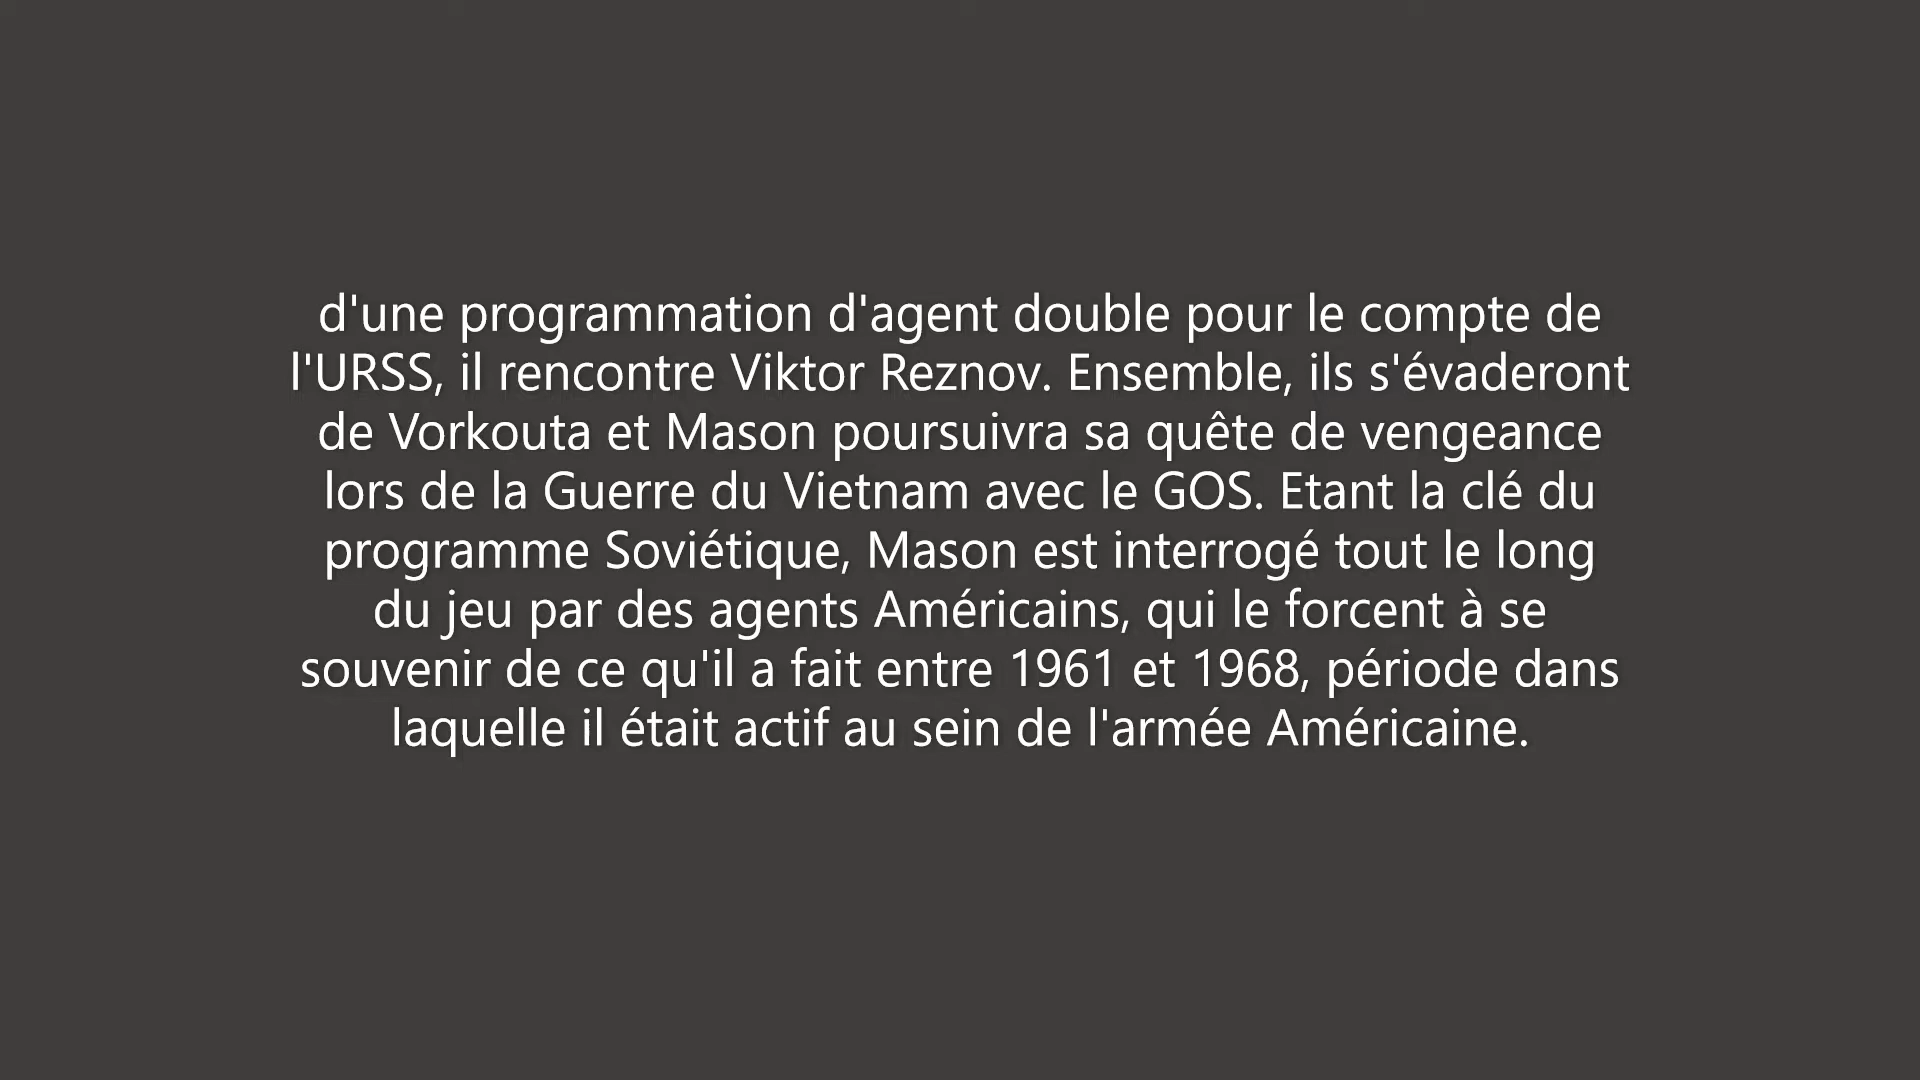 d'une programmation d'agent double pour le compte de
l'URSS, il rencontre Viktor Reznov. Ensemble, ils s'évaderont
de Vorkouta et Mason poursuivra sa quête de vengeance
lors de la Guerre du Vietnam avec le GOS. Etant la clé du
programme Soviétique, Mason est interrogé tout le long
du jeu par des agents Américains, qui le forcent à se
souvenir de ce qu'il a fait entre 1961 et 1968, période dans
laquelle il était actif au sein de l'armée Américaine.